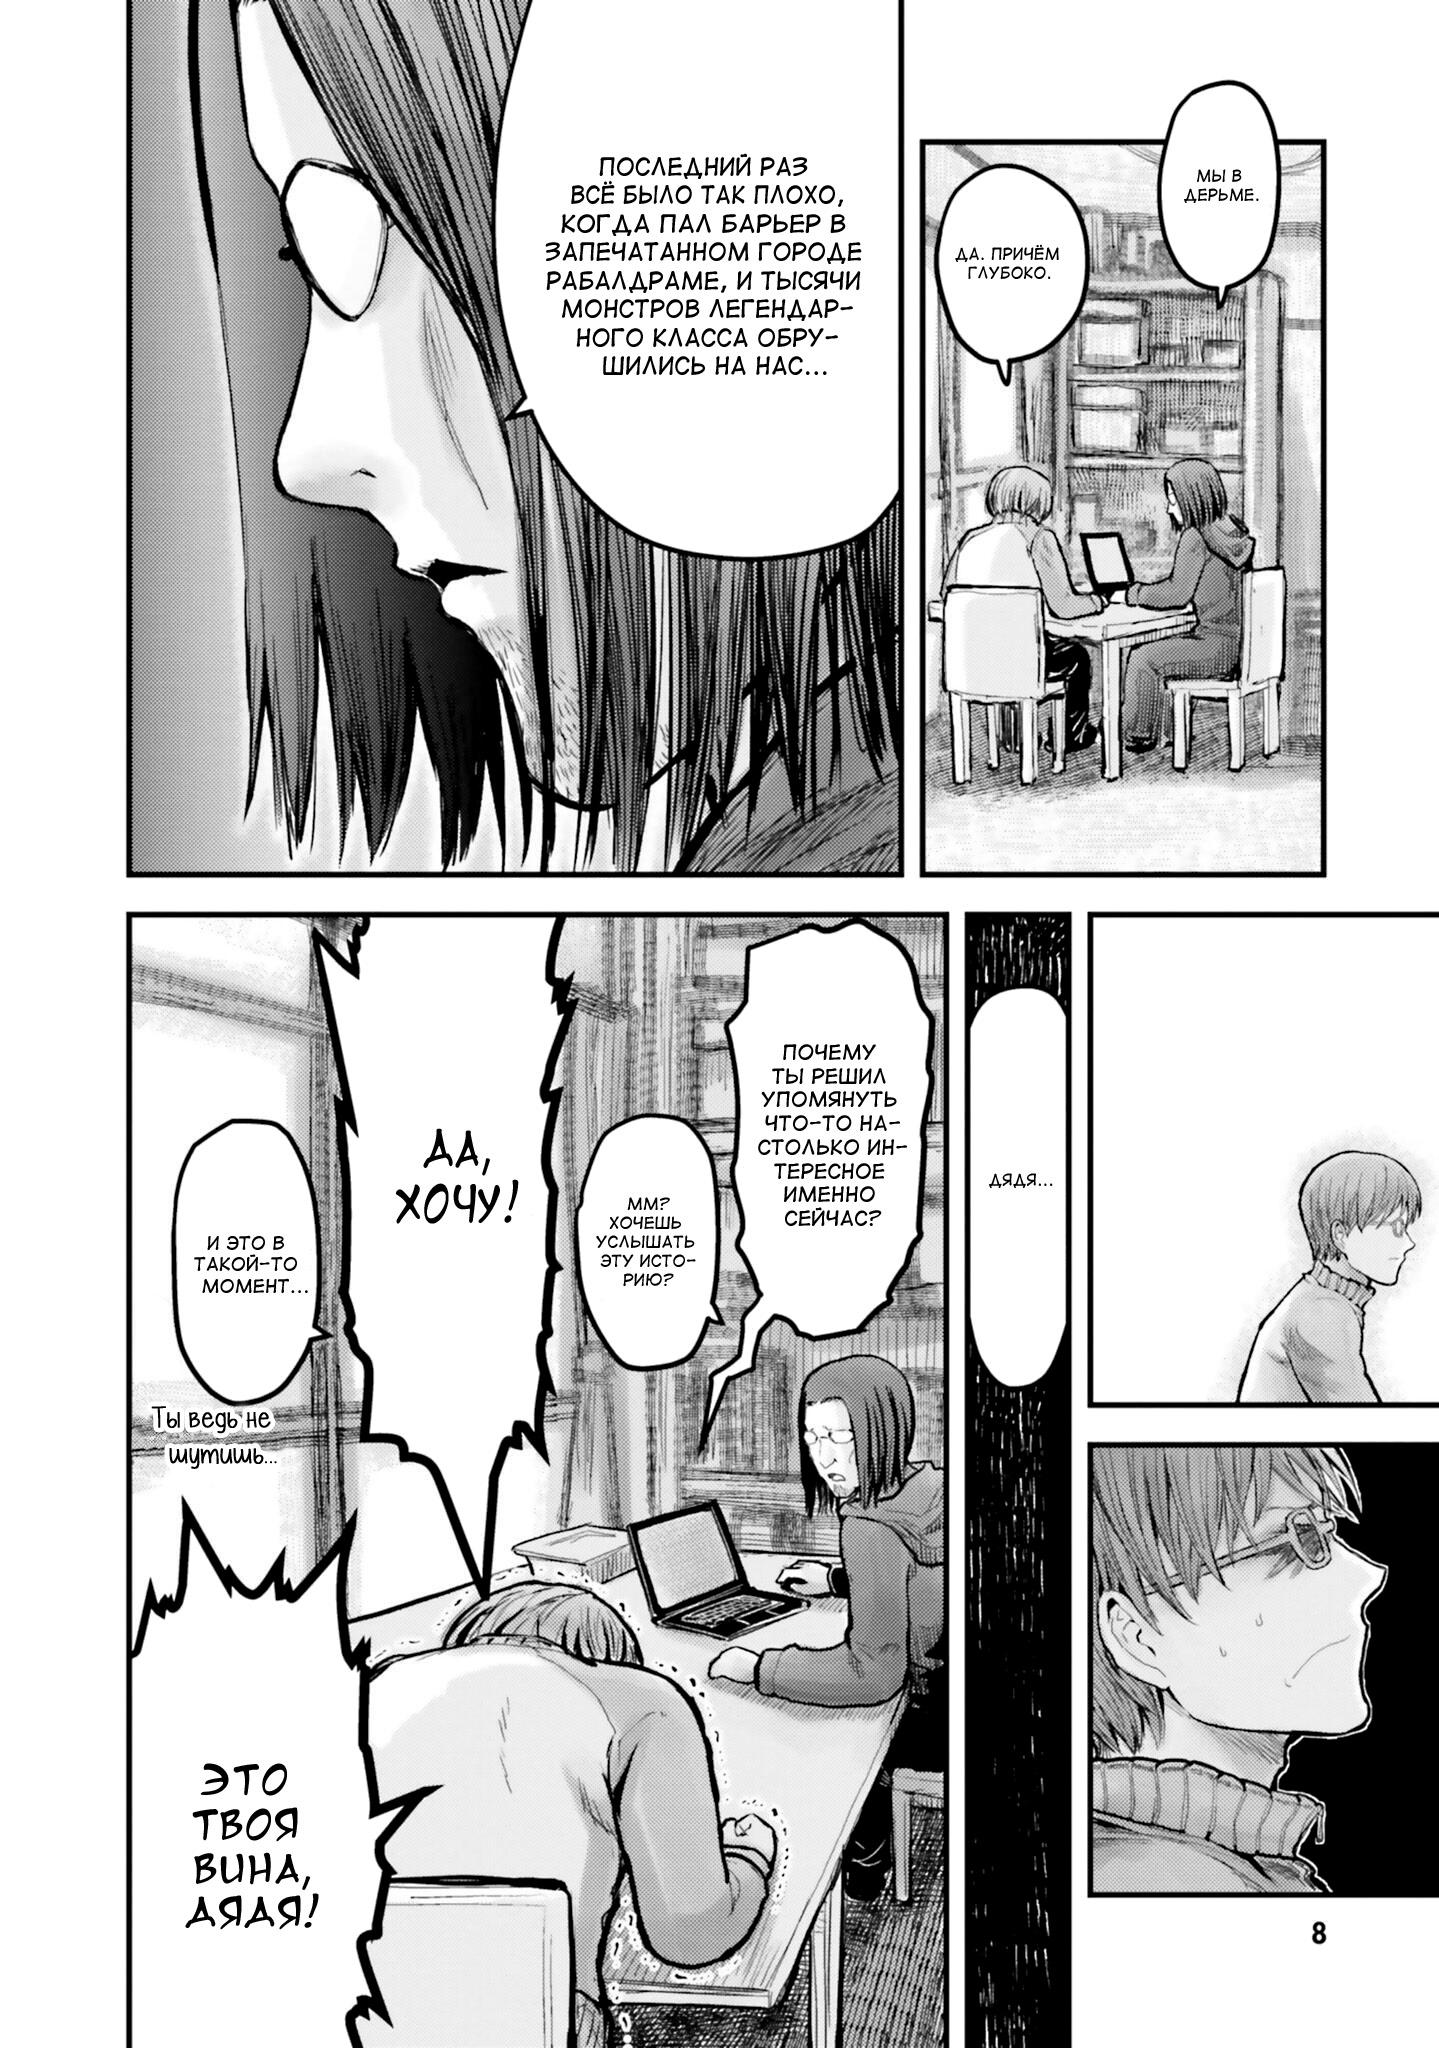 МЫ В
ДЕРЬМЕ.
ДА. ПРИЧЁМ
ГЛУБОКО.
ПОСЛЕДНИЙ РАЗ
ВСЁ БЫЛО ТАК ПЛОХО,
КОГДА ПАЛ БАРЬЕР В
ЗАПЕЧАТАННОМ ГОРОДЕ
РАБАЛДРАМЕ, И ТЫСЯЧИ
МОНСТРОВ ЛЕГЕНДАР-
НОГО КЛАССА ОБРУ-
ШИЛИСЬ НА НАС...
ДЯДЯ...
ПОЧЕМУ
ТЫ РЕШИЛ
УПОМЯНУТЬ
ЧТО-ТО НА-
СТОЛЬКО ИН-
ТЕРЕСНОЕ
ИМЕННО
СЕЙЧАС?
ММ?
ХОЧЕШЬ
УСЛЫШАТЬ
ЭТУ ИСТО-
РИЮ?
ДА,
ХОЧУ!
И ЭТО В
ТАКОЙ-ТО
МОМЕНТ...
Ты ведь не
шутишь...
ЭТО
ТВОЯ
ВИНА,
ДЯДЯ!
8